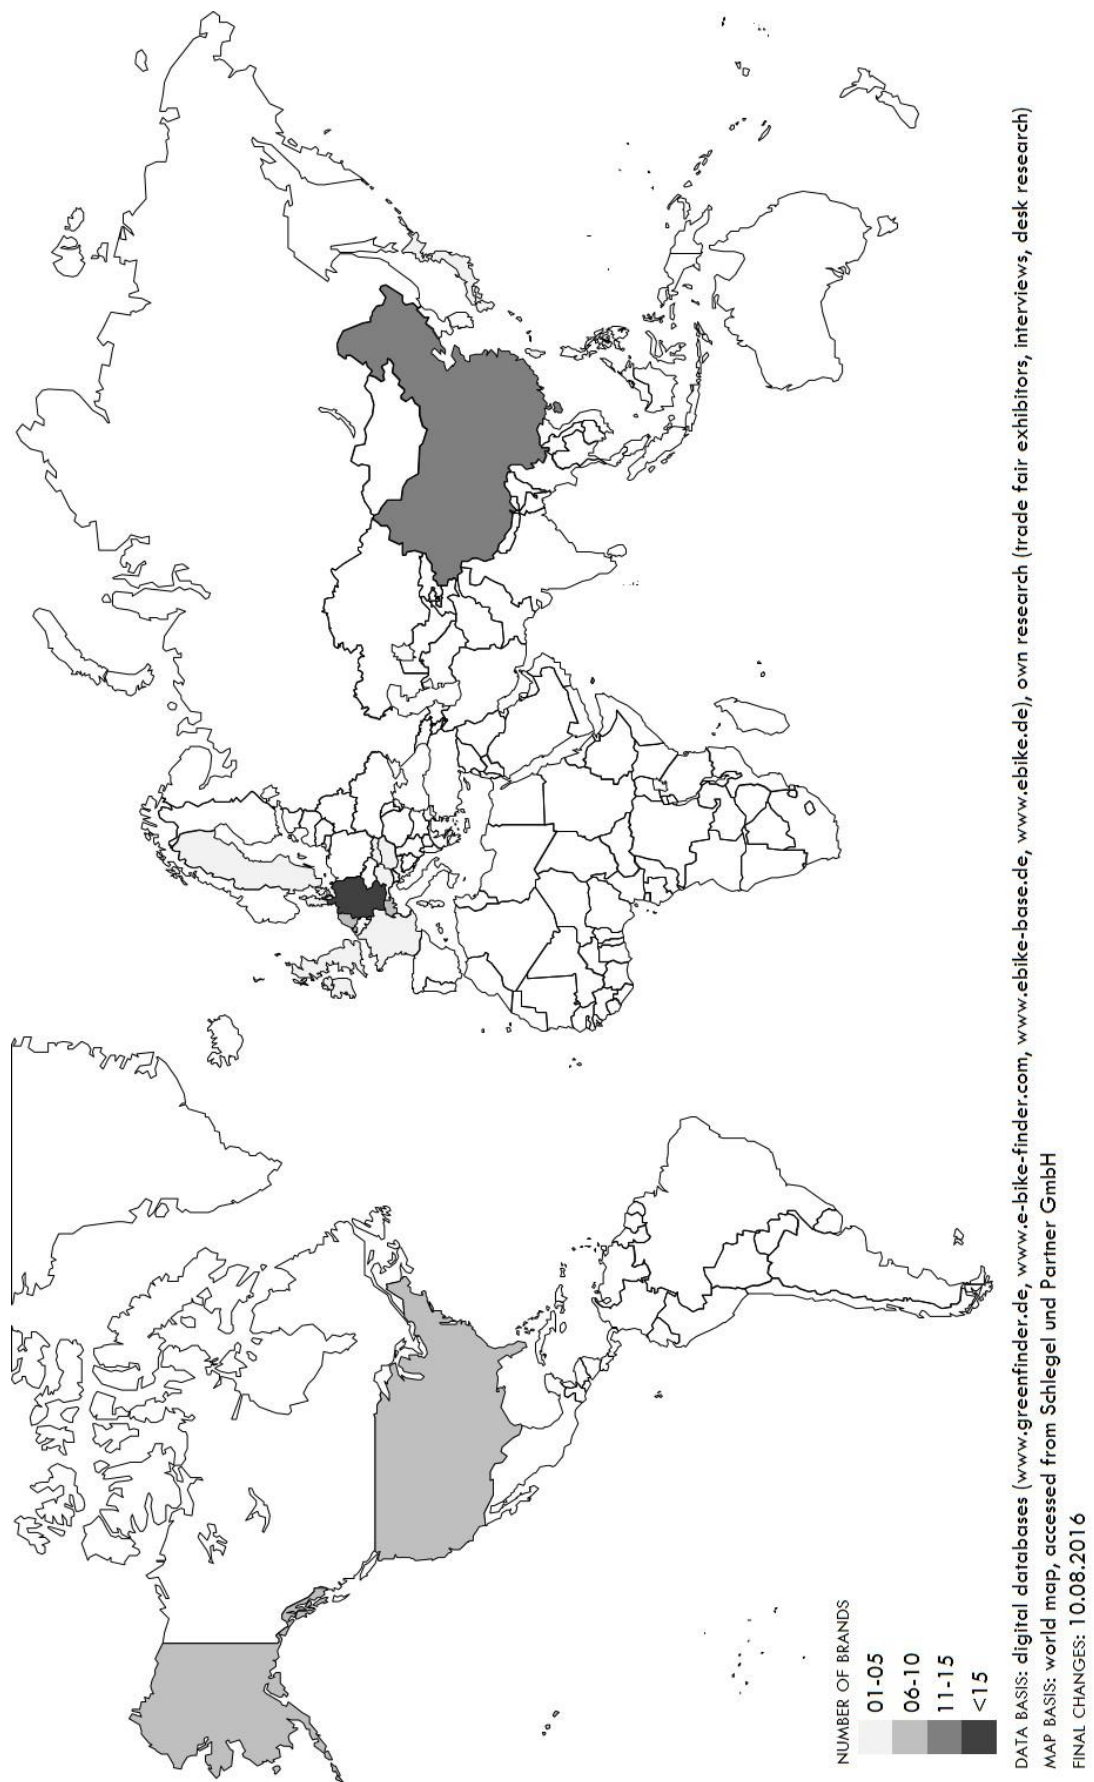 NUMBER OF BRANDS
01-05
06-10
11-15
<15
DATA BASIS: digital databases (www.greenfinder.de, www.e-bike-finder.com, www.ebike-base.de, www.ebike.de), own research (trade fair exhibitors, interviews, desk research)
MAP BASIS: world map, accessed from Schlegel und Partner GmbH
FINAL CHANGES: 10.08.2016